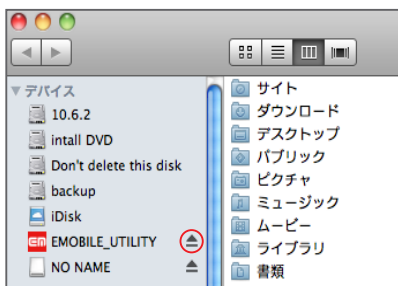 デバイス
10.6.2
intall DVD
Don't delete this disk
backup
iDisk
EMOBILE_UTILITY
NO NAME
サイト
ダウンロード
デスクトップ
パブリック
ピクチャ
ミュージック
ムービー
ライブラリ
書類